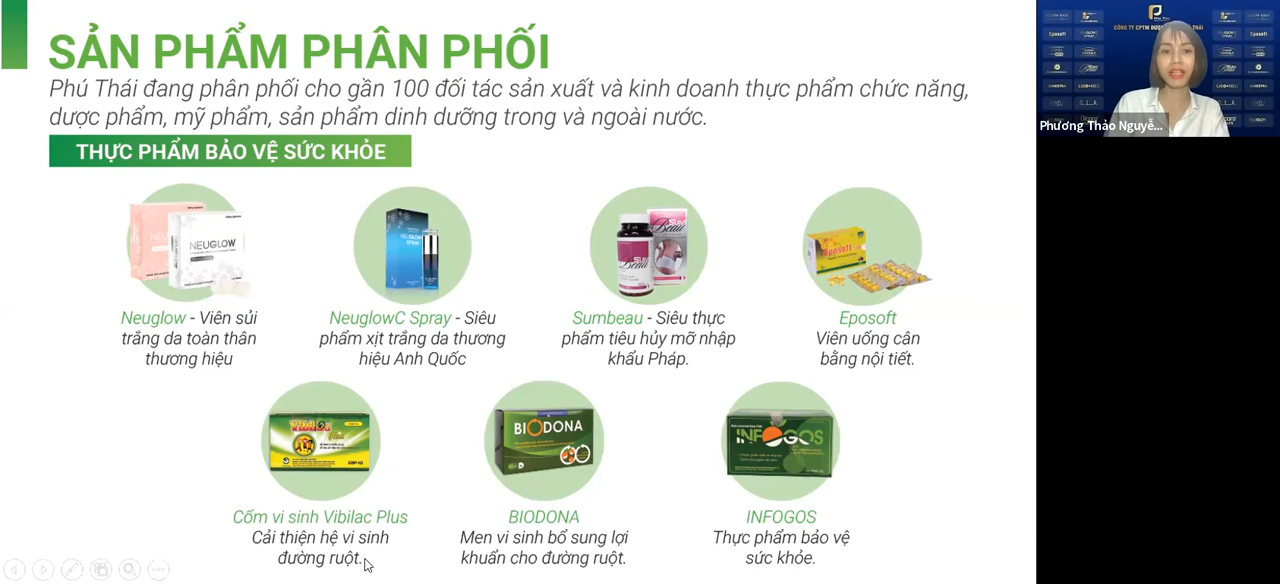 SẢN PHẨM PHÂN PHỐI
Phú Thái đang phân phối cho gần 100 đối tác sản xuất và kinh doanh thực phẩm chức năng,
dược phẩm, mỹ phẩm, sản phẩm dinh dưỡng trong và ngoài nước.
THỰC PHẨM BẢO VỆ SỨC KHỎE
Phương Thảo Nguyễ...
NEUGLOW
SUM
Beau
Eposoft
Neuglow - Viên sủi
trắng da toàn thân
thương hiệu
NeuglowC Spray - Siêu
phẩm xịt trắng da thương
hiệu Anh Quốc
Sumbeau - Siêu thực
phẩm tiêu hủy mỡ nhập
khẩu Pháp.
Eposoft
Viên uống cân
bằng nội tiết.
BIODONA
INFOGOS
Cốm vi sinh Vibilac Plus
Cải thiện hệ vi sinh
đường ruột.
BIODONA
Men vi sinh bổ sung lợi
khuẩn cho đường ruột.
INFOGOS
Thực phẩm bảo vệ
sức khỏe.